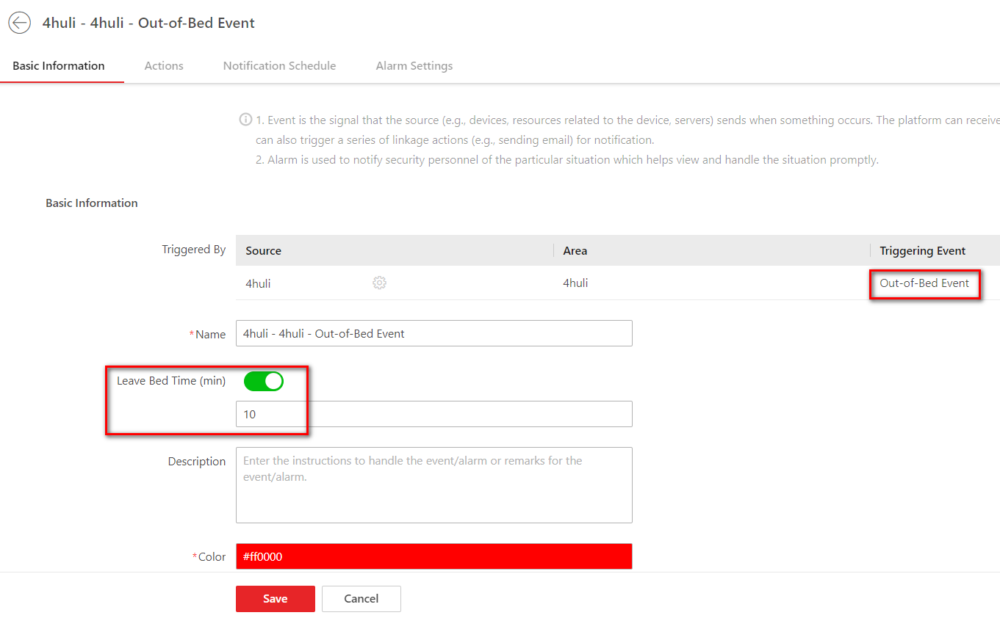 4huli - 4huli - Out-of-Bed Event
Basic Information Actions Notification Schedule Alarm Settings
1. Event is the signal that the source (e.g., devices, resources related to the device, servers) sends when something occurs. The platform can receive
can also trigger a series of linkage actions (e.g., sending email) for notification.
2. Alarm is used to notify security personnel of the particular situation which helps view and handle the situation promptly.
Basic Information
Triggered By Source Area Triggering Event
4huli 4huli Out-of-Bed Event
*Name 4huli - 4huli - Out-of-Bed Event
Leave Bed Time (min)
10
Description Enter the instructions to handle the event/alarm or remarks for the
event/alarm.
*Color #ff0000
Save Cancel